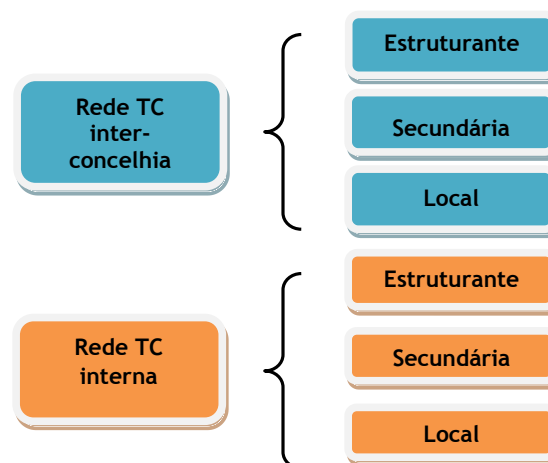 Rede TC
inter-
concelhia
Estruturante
Secundária
Local
Rede TC
interna
Estruturante
Secundária
Local